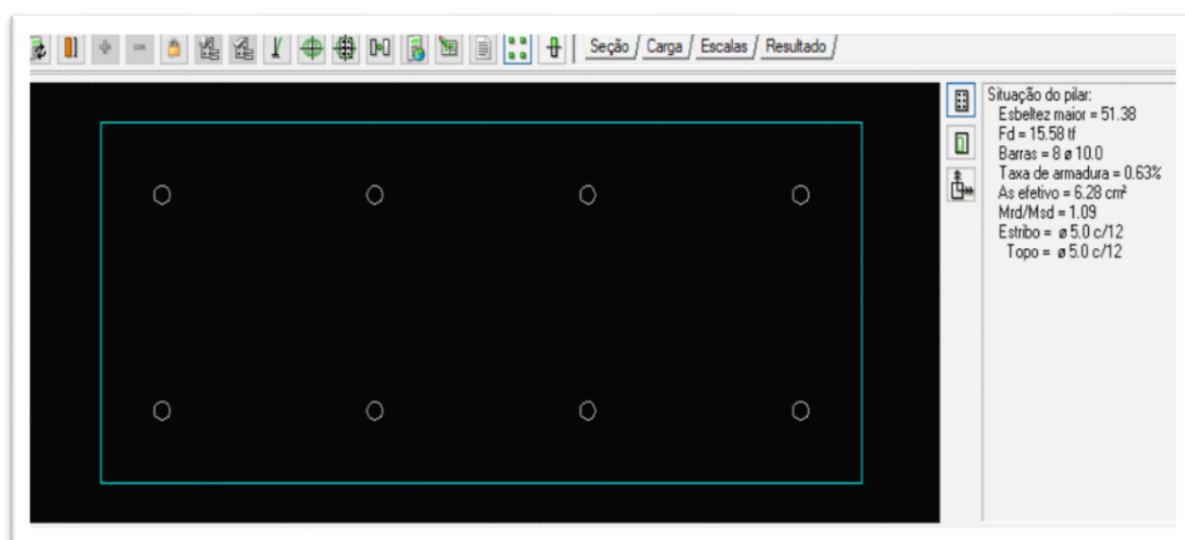 Seção / Carga / Escalas / Resultado /
Situação do pilar:
Esbeltez maior = 51.38
Fd = 15.58 tf
Barras = 8 ø 10.0
Taxa de armadura = 0.63%
As efetivo = 6.28 cm²
Mrd/Msd = 1.09
Estribo = ø 5.0 c/12
Topo = ø 5.0 c/12